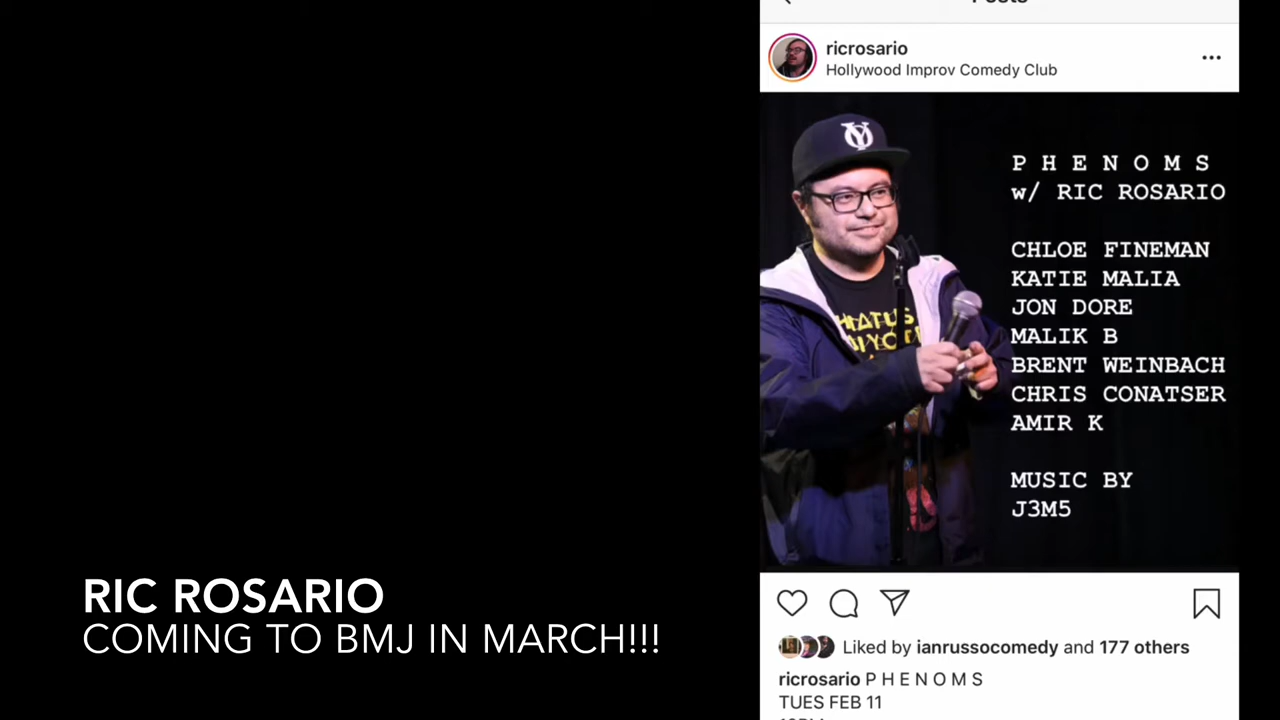 Posts
ricrosario
Hollywood Improv Comedy Club
P H E N O M S
w/ RIC ROSARIO
CHLOE FINEMAN
KATIE MALIA
JON DORE
MALIK B
BRENT WEINBACH
CHRIS CONATSER
AMIR K
MUSIC BY
J3M5
RIC ROSARIO
COMING TO BMJ IN MARCH!!!
Liked by ianrussocomedy and 177 others
ricrosario P H E N O M S
TUES FEB 11